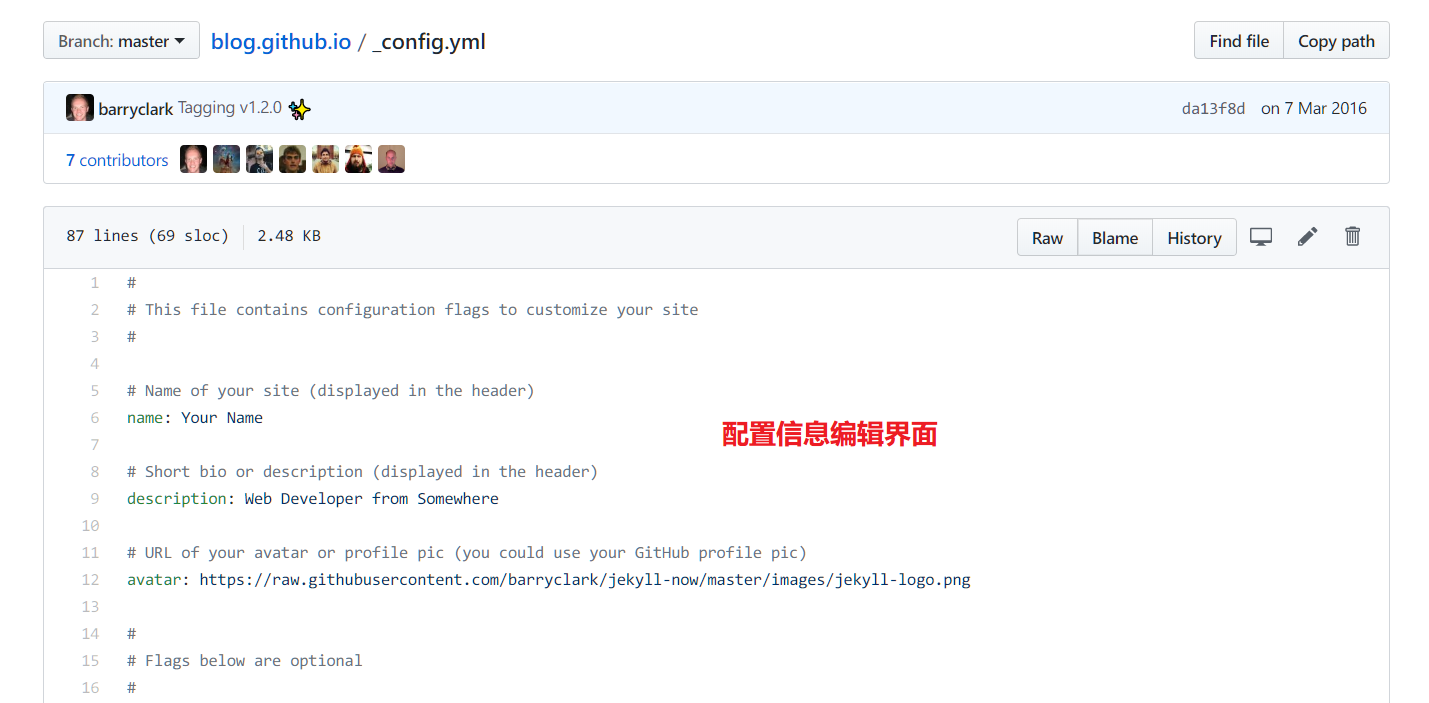 Branch: master
blog.github.io / _config.yml
Find file
Copy path
barryclark Tagging v1.2.0
da13f8d on 7 Mar 2016
7 contributors
87 lines (69 sloc) 2.48 KB
Raw
Blame
History
1 #
2 # This file contains configuration flags to customize your site
3 #
4
5 # Name of your site (displayed in the header)
6 name: Your Name
7
配置信息编辑界面
8 # Short bio or description (displayed in the header)
9 description: Web Developer from Somewhere
10
11 # URL of your avatar or profile pic (you could use your GitHub profile pic)
12 avatar: https://raw.githubusercontent.com/barryclark/jekyll-now/master/images/jekyll-logo.png
13
14 #
15 # Flags below are optional
16 #